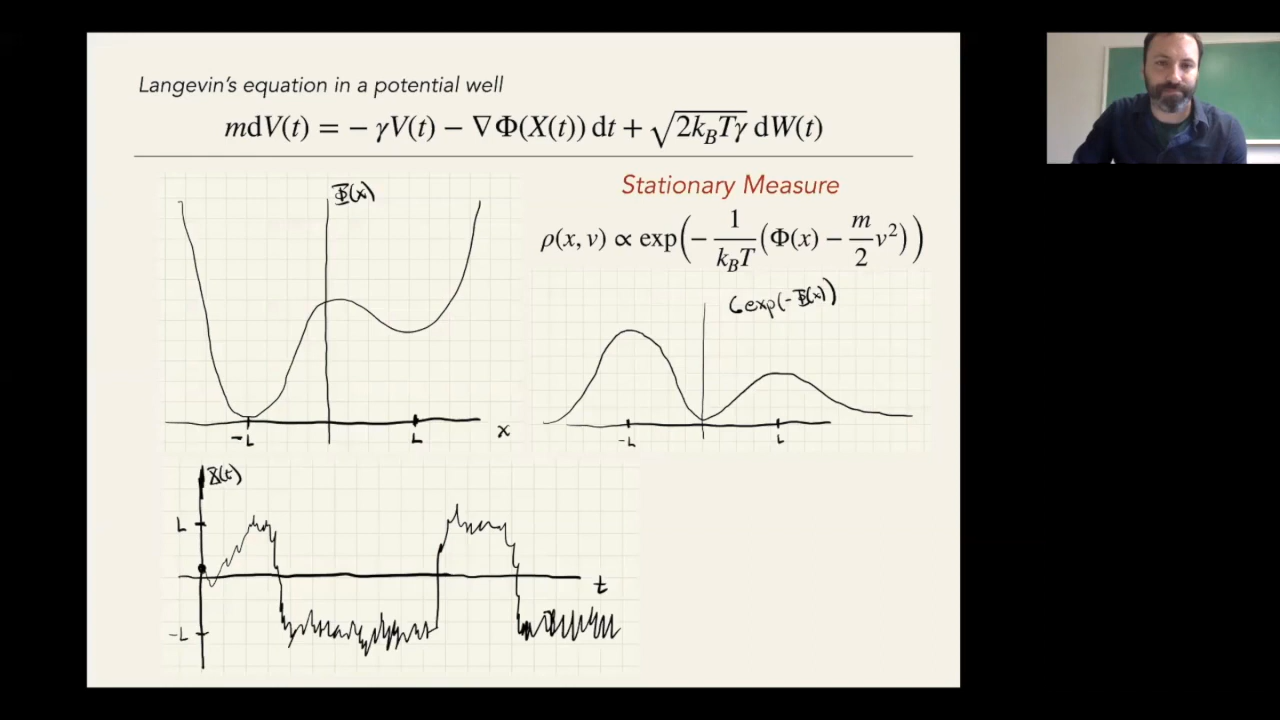 Langevin's equation in a potential well
mdV(t) = − γV(t) − ∇Φ(X(t)) dt + √2k_BTγ dW(t)
Stationary Measure
ρ(x, v) ∝ exp(− 1/k_BT (Φ(x) − m/2 v²))
Φ(x)
-L
L
x
C exp(-Φ(x))
-L
L
X(t)
L
-L
t